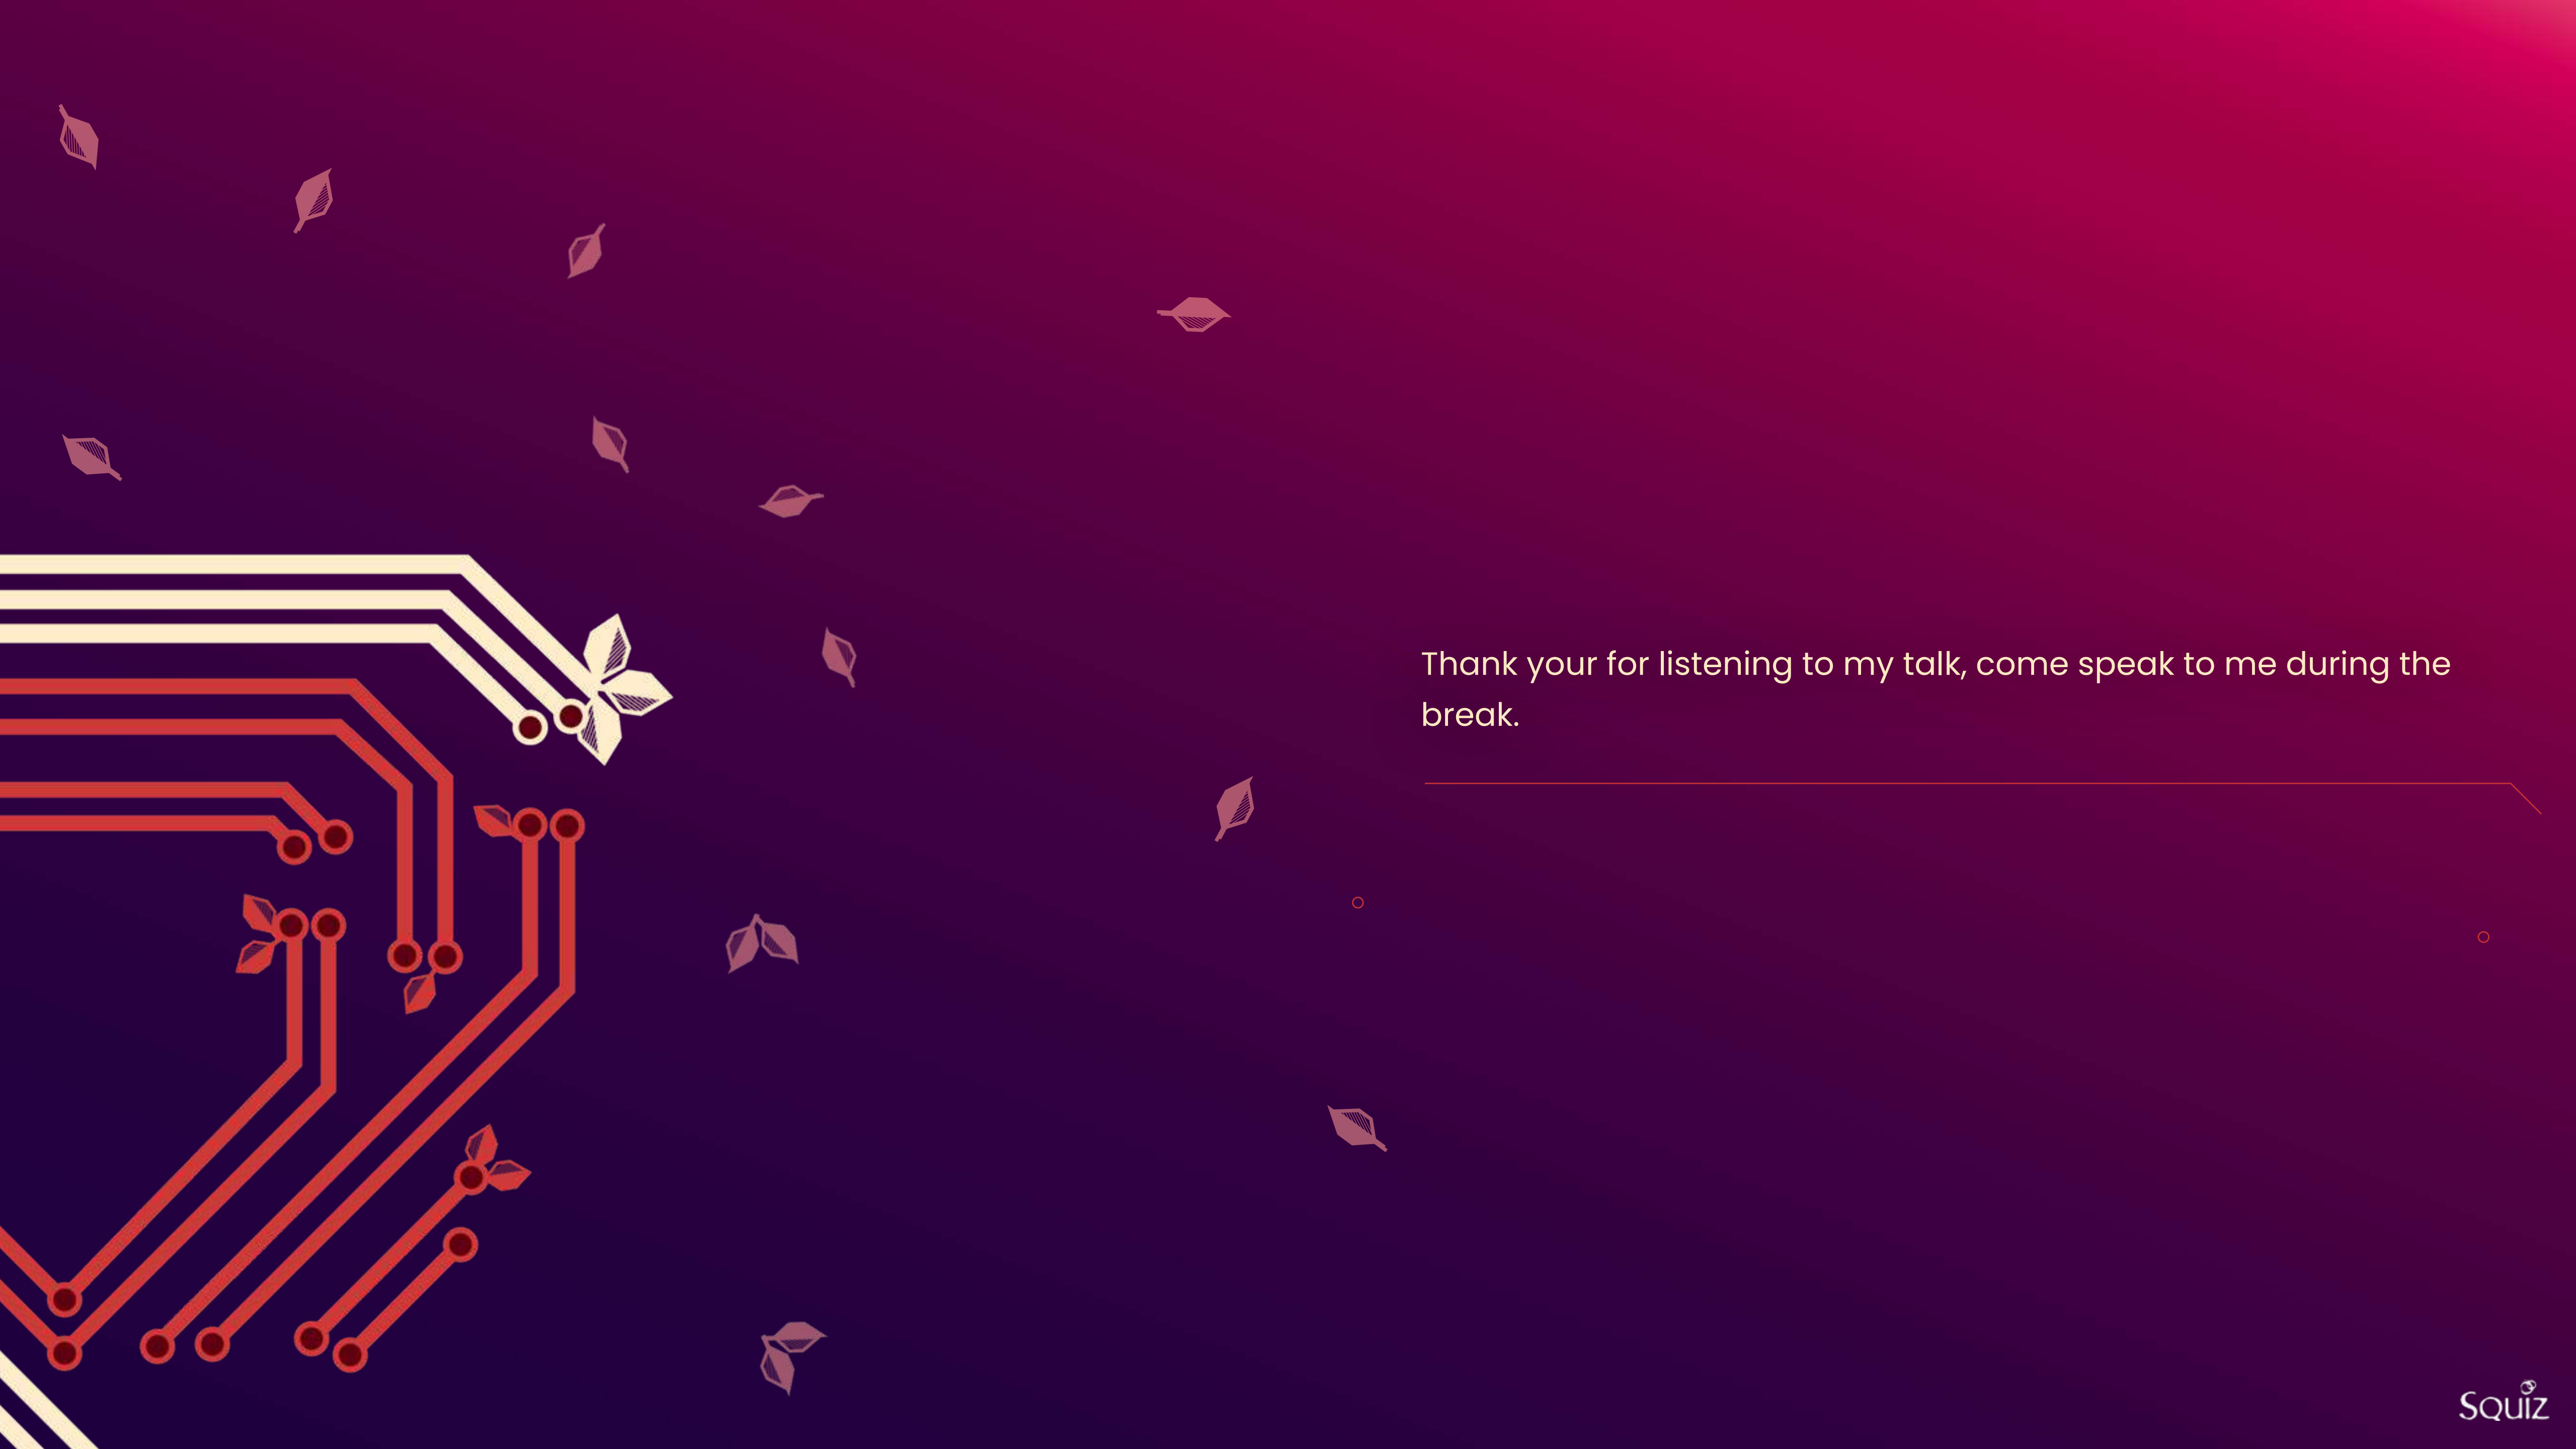 Thank your for listening to my talk, come speak to me during the
break.
Squiz